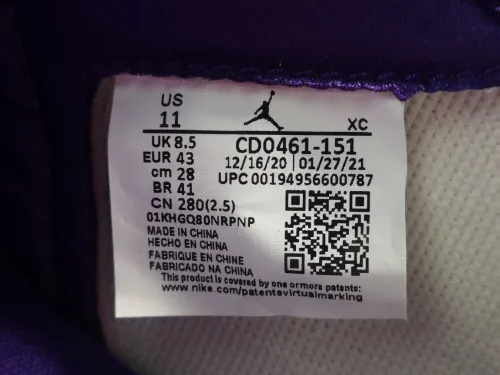 US
11
XC
UK 8.5
CD0461-151
EUR 43
12/16/20 01/27/21
cm 28
UPC 00194956600787
BR 41
CN 280(2.5)
01KHGQ80NRPNP
MADE IN CHINA
HECHO EN CHINA
FABRIQUE EN CHINE
FABRICADO NA CHINA
This product is covered by one or more patents.
www.nike.com/patentsvirtualmarking